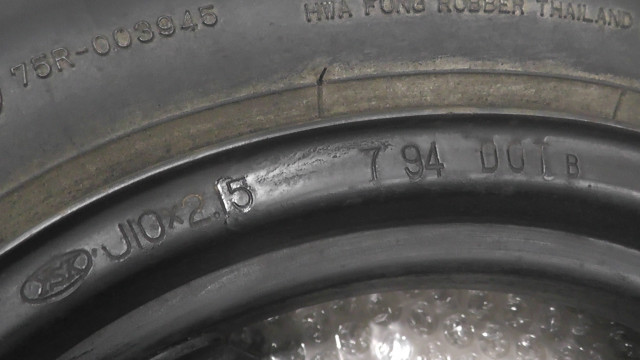 75R-003945
HWA FONG RUBBER THAILAND
J10×2.15
7 94 DOT B